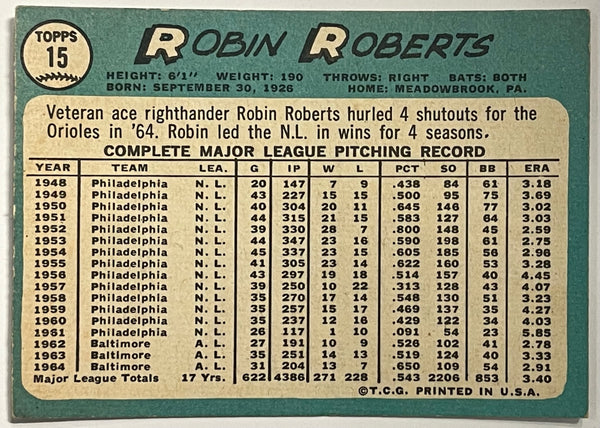 TOPPS
15
ROBIN ROBERTS
HEIGHT: 6'1" WEIGHT: 190 THROWS: RIGHT BATS: BOTH
BORN: SEPTEMBER 30, 1926 HOME: MEADOWBROOK, PA.
Veteran ace righthander Robin Roberts hurled 4 shutouts for the
Orioles in '64. Robin led the N.L. in wins for 4 seasons.
COMPLETE MAJOR LEAGUE PITCHING RECORD
YEAR TEAM LEA. G IP W L PCT SO BB ERA
1948 Philadelphia N. L. 20 147 7 9 .438 84 61 3.18
1949 Philadelphia N. L. 43 227 15 15 .500 95 75 3.69
1950 Philadelphia N. L. 40 304 20 11 .645 146 77 3.02
1951 Philadelphia N. L. 44 315 21 15 .583 127 64 3.03
1952 Philadelphia N. L. 39 330 28 7 .800 148 45 2.59
1953 Philadelphia N. L. 44 347 23 16 .590 198 61 2.75
1954 Philadelphia N. L. 45 337 23 15 .605 185 56 2.96
1955 Philadelphia N. L. 41 305 23 14 .622 160 53 3.28
1956 Philadelphia N. L. 43 297 19 18 .514 157 40 4.45
1957 Philadelphia N. L. 39 250 10 22 .313 128 43 4.07
1958 Philadelphia N. L. 35 270 17 14 .548 130 51 3.23
1959 Philadelphia N. L. 35 257 15 17 .469 137 35 4.27
1960 Philadelphia N. L. 35 237 12 16 .429 122 34 4.03
1961 Philadelphia N. L. 26 117 1 10 .091 54 23 5.85
1962 Baltimore A. L. 27 191 10 9 .526 102 41 2.78
1963 Baltimore A. L. 35 251 14 13 .519 124 40 3.33
1964 Baltimore A. L. 31 204 13 7 .650 109 52 2.91
Major League Totals 17 Yrs. 622 4386 271 228 .543 2206 853 3.40
©T.C.G. PRINTED IN U.S.A.